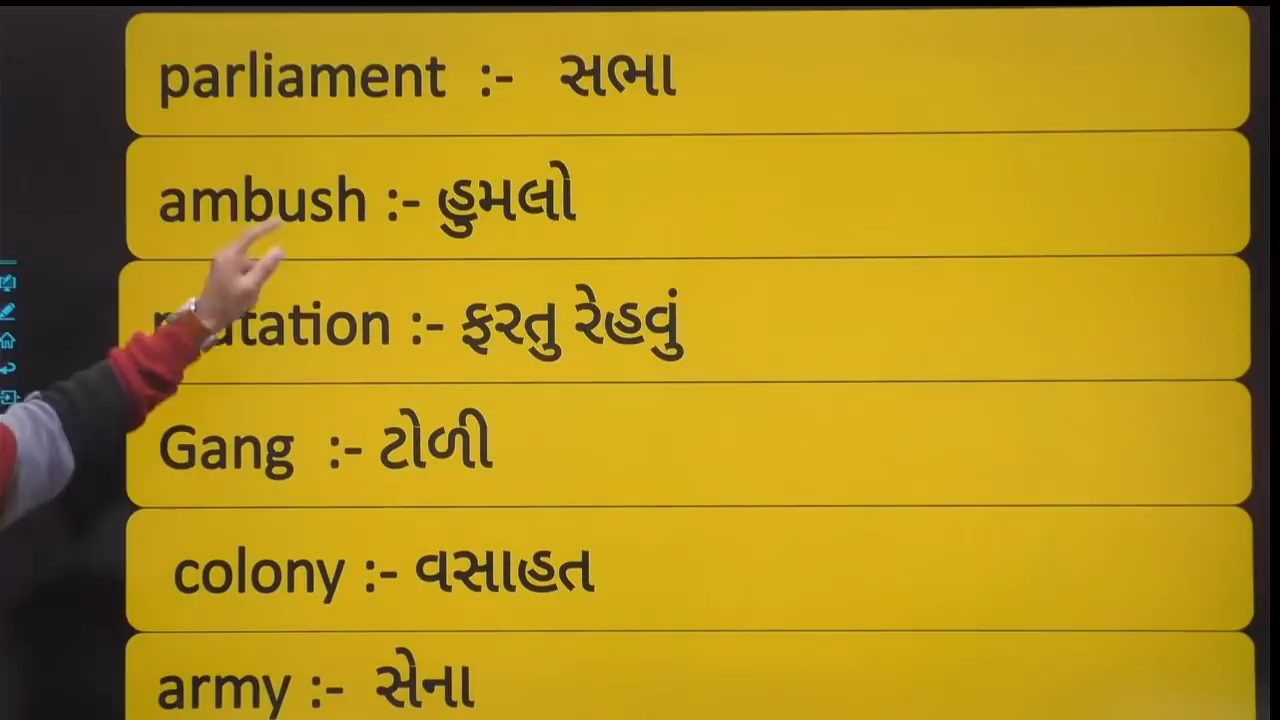 parliament :- સભા
ambush :- હુમલો
:- ફરતુ રેહવું
Gang :- ટોળી
colony :- વસાહત
army :- સેના